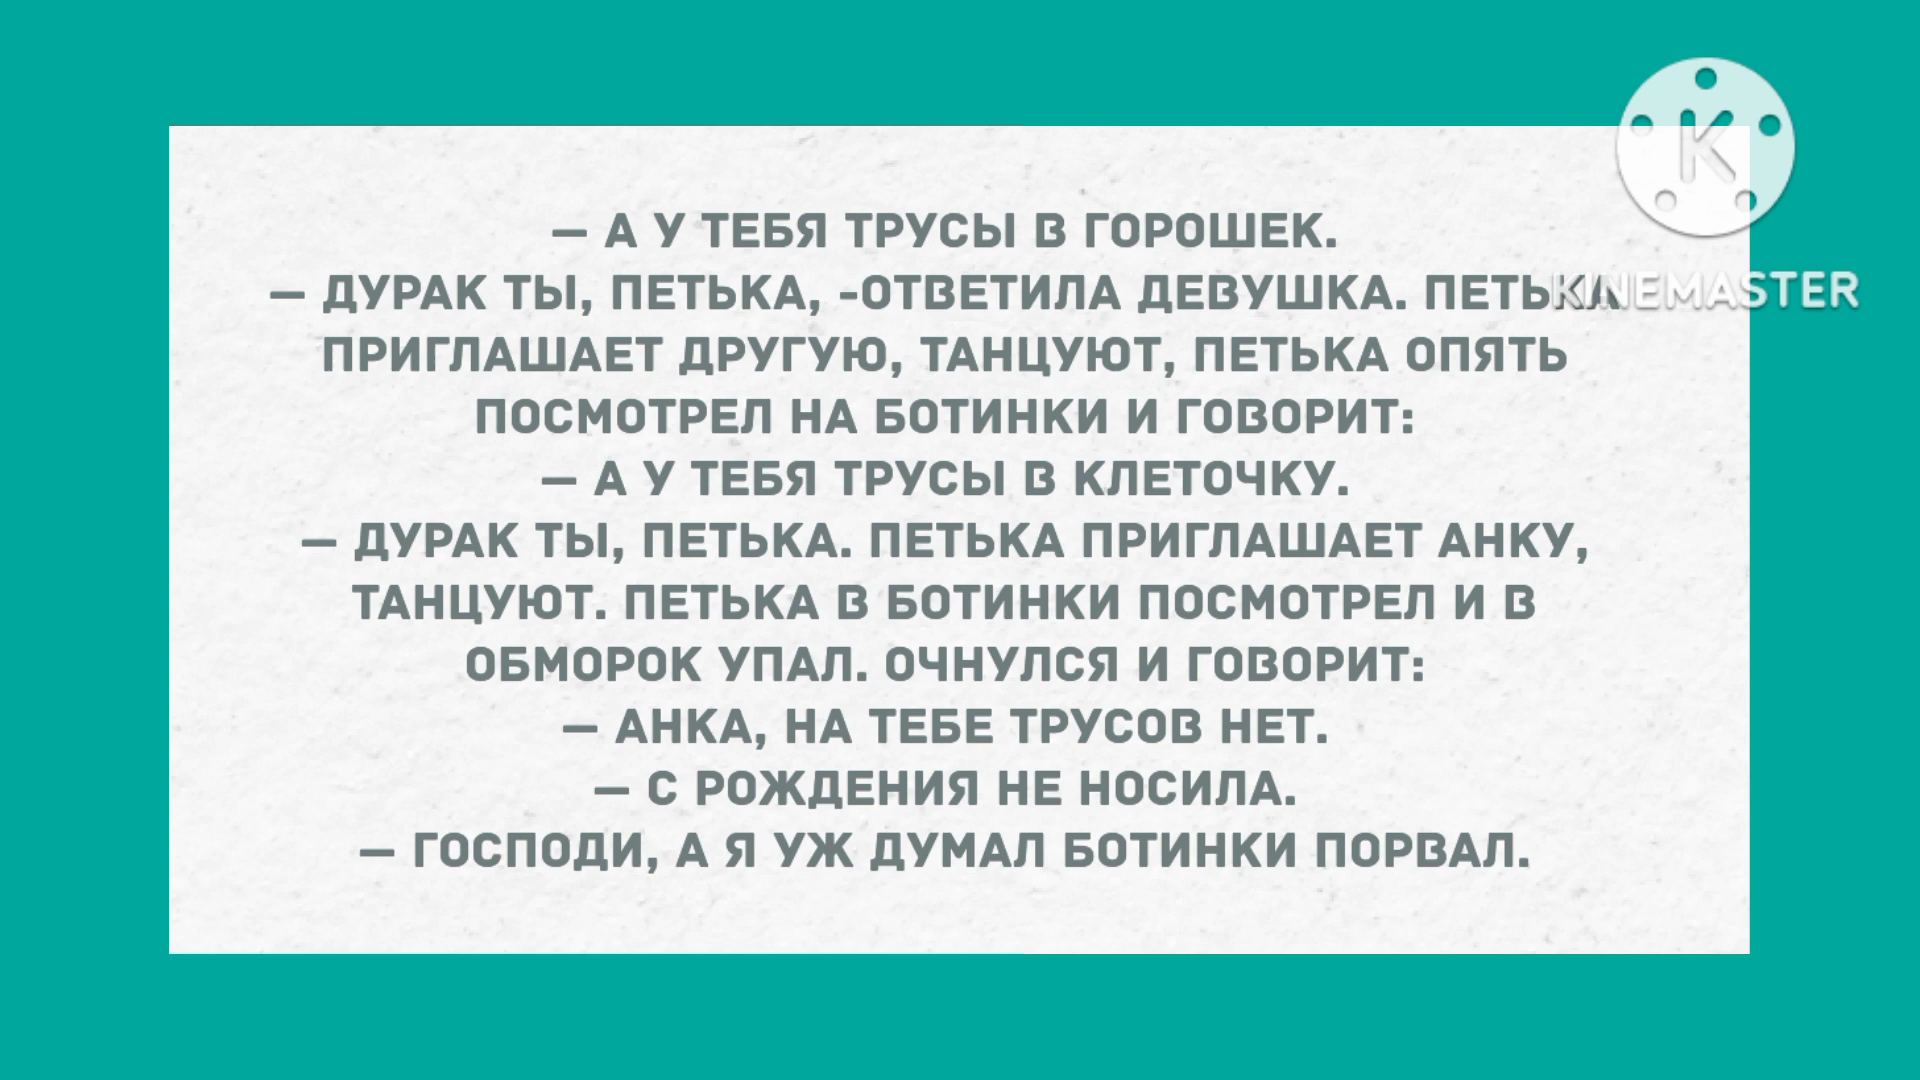 — А У ТЕБЯ ТРУСЫ В ГОРОШЕК.
— ДУРАК ТЫ, ПЕТЬКА, -ОТВЕТИЛА ДЕВУШКА. ПЕТЬКА
ПРИГЛАШАЕТ ДРУГУЮ, ТАНЦУЮТ, ПЕТЬКА ОПЯТЬ
ПОСМОТРЕЛ НА БОТИНКИ И ГОВОРИТ:
— А У ТЕБЯ ТРУСЫ В КЛЕТОЧКУ.
— ДУРАК ТЫ, ПЕТЬКА. ПЕТЬКА ПРИГЛАШАЕТ АНКУ,
ТАНЦУЮТ. ПЕТЬКА В БОТИНКИ ПОСМОТРЕЛ И В
ОБМОРОК УПАЛ. ОЧНУЛСЯ И ГОВОРИТ:
— АНКА, НА ТЕБЕ ТРУСОВ НЕТ.
— С РОЖДЕНИЯ НЕ НОСИЛА.
— ГОСПОДИ, А Я УЖ ДУМАЛ БОТИНКИ ПОРВАЛ.
K
KINEMASTER